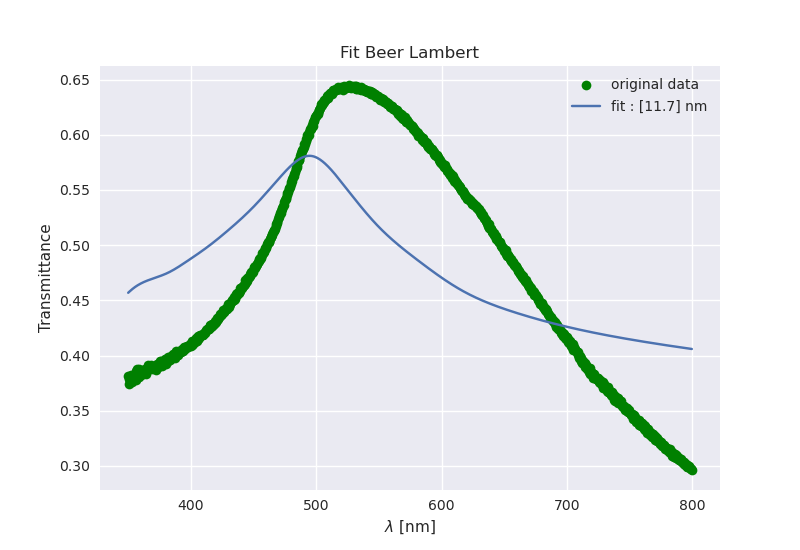 Fit Beer Lambert
original data
fit : [11.7] nm
Transmittance
0.65
0.60
0.55
0.50
0.45
0.40
0.35
0.30
400 500 600 700 800
λ [nm]